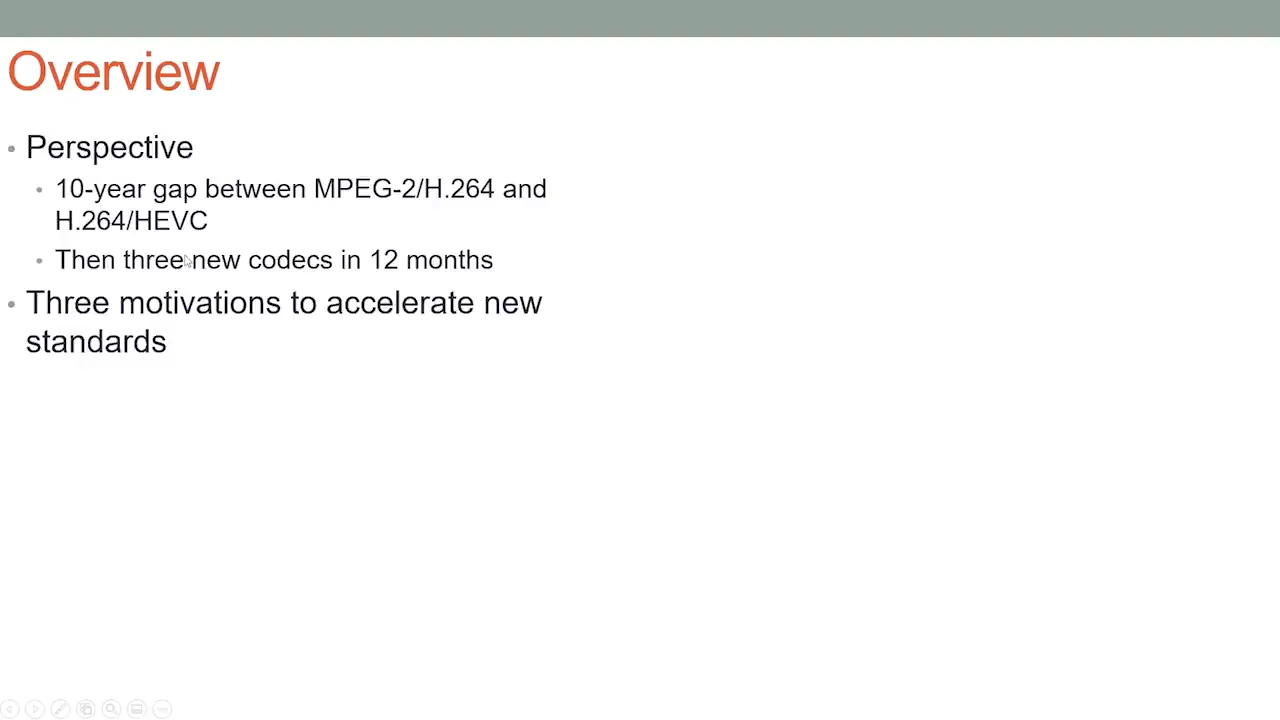 Overview
• Perspective
• 10-year gap between MPEG-2/H.264 and
H.264/HEVC
• Then three new codecs in 12 months
• Three motivations to accelerate new
standards